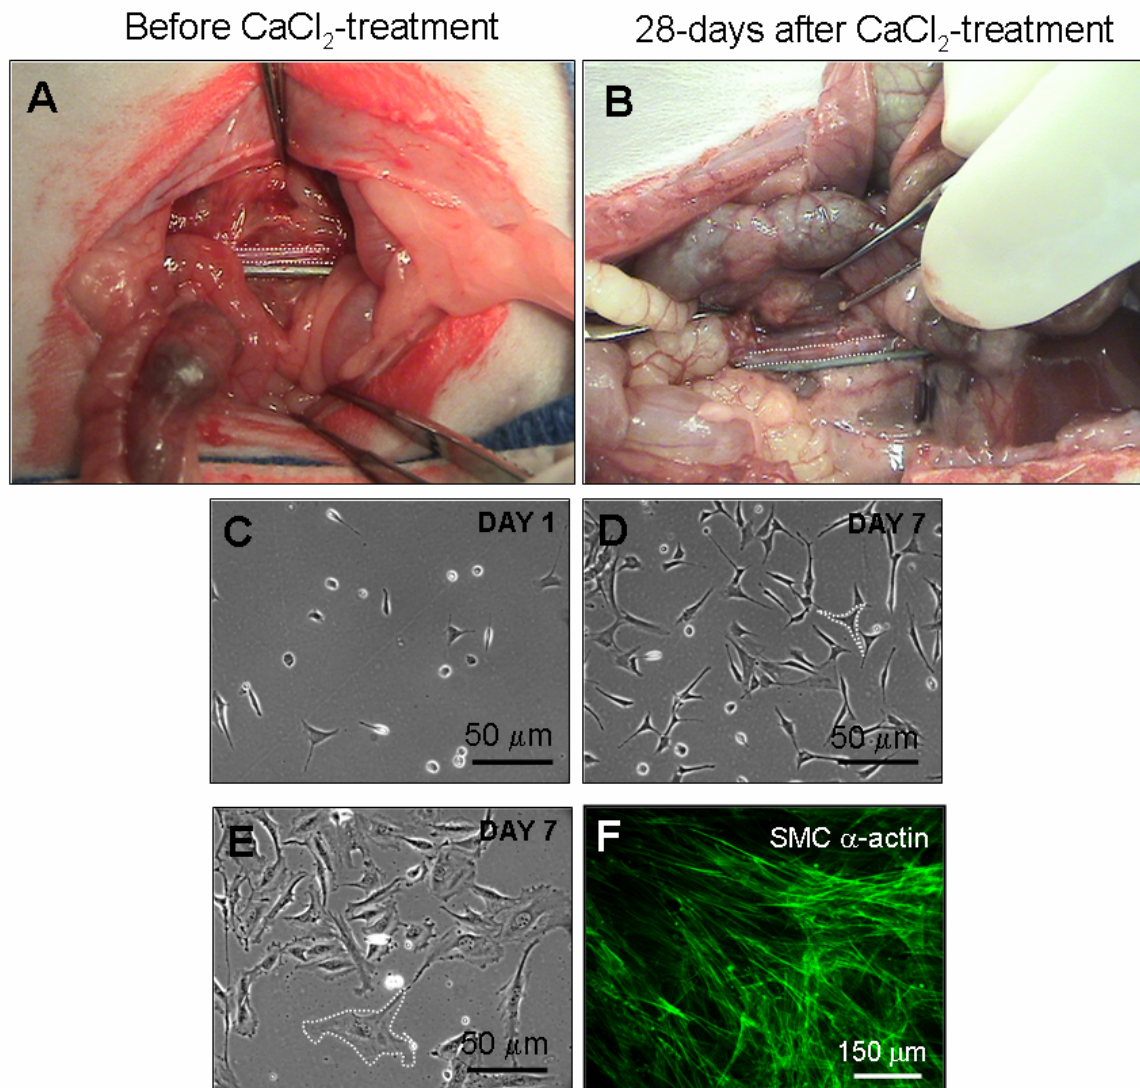 Before CaCl₂-treatment
28-days after CaCl₂-treatment
A
B
C
DAY 1
50 μm
D
DAY 7
50 μm
E
DAY 7
50 μm
F
SMC α-actin
150 μm